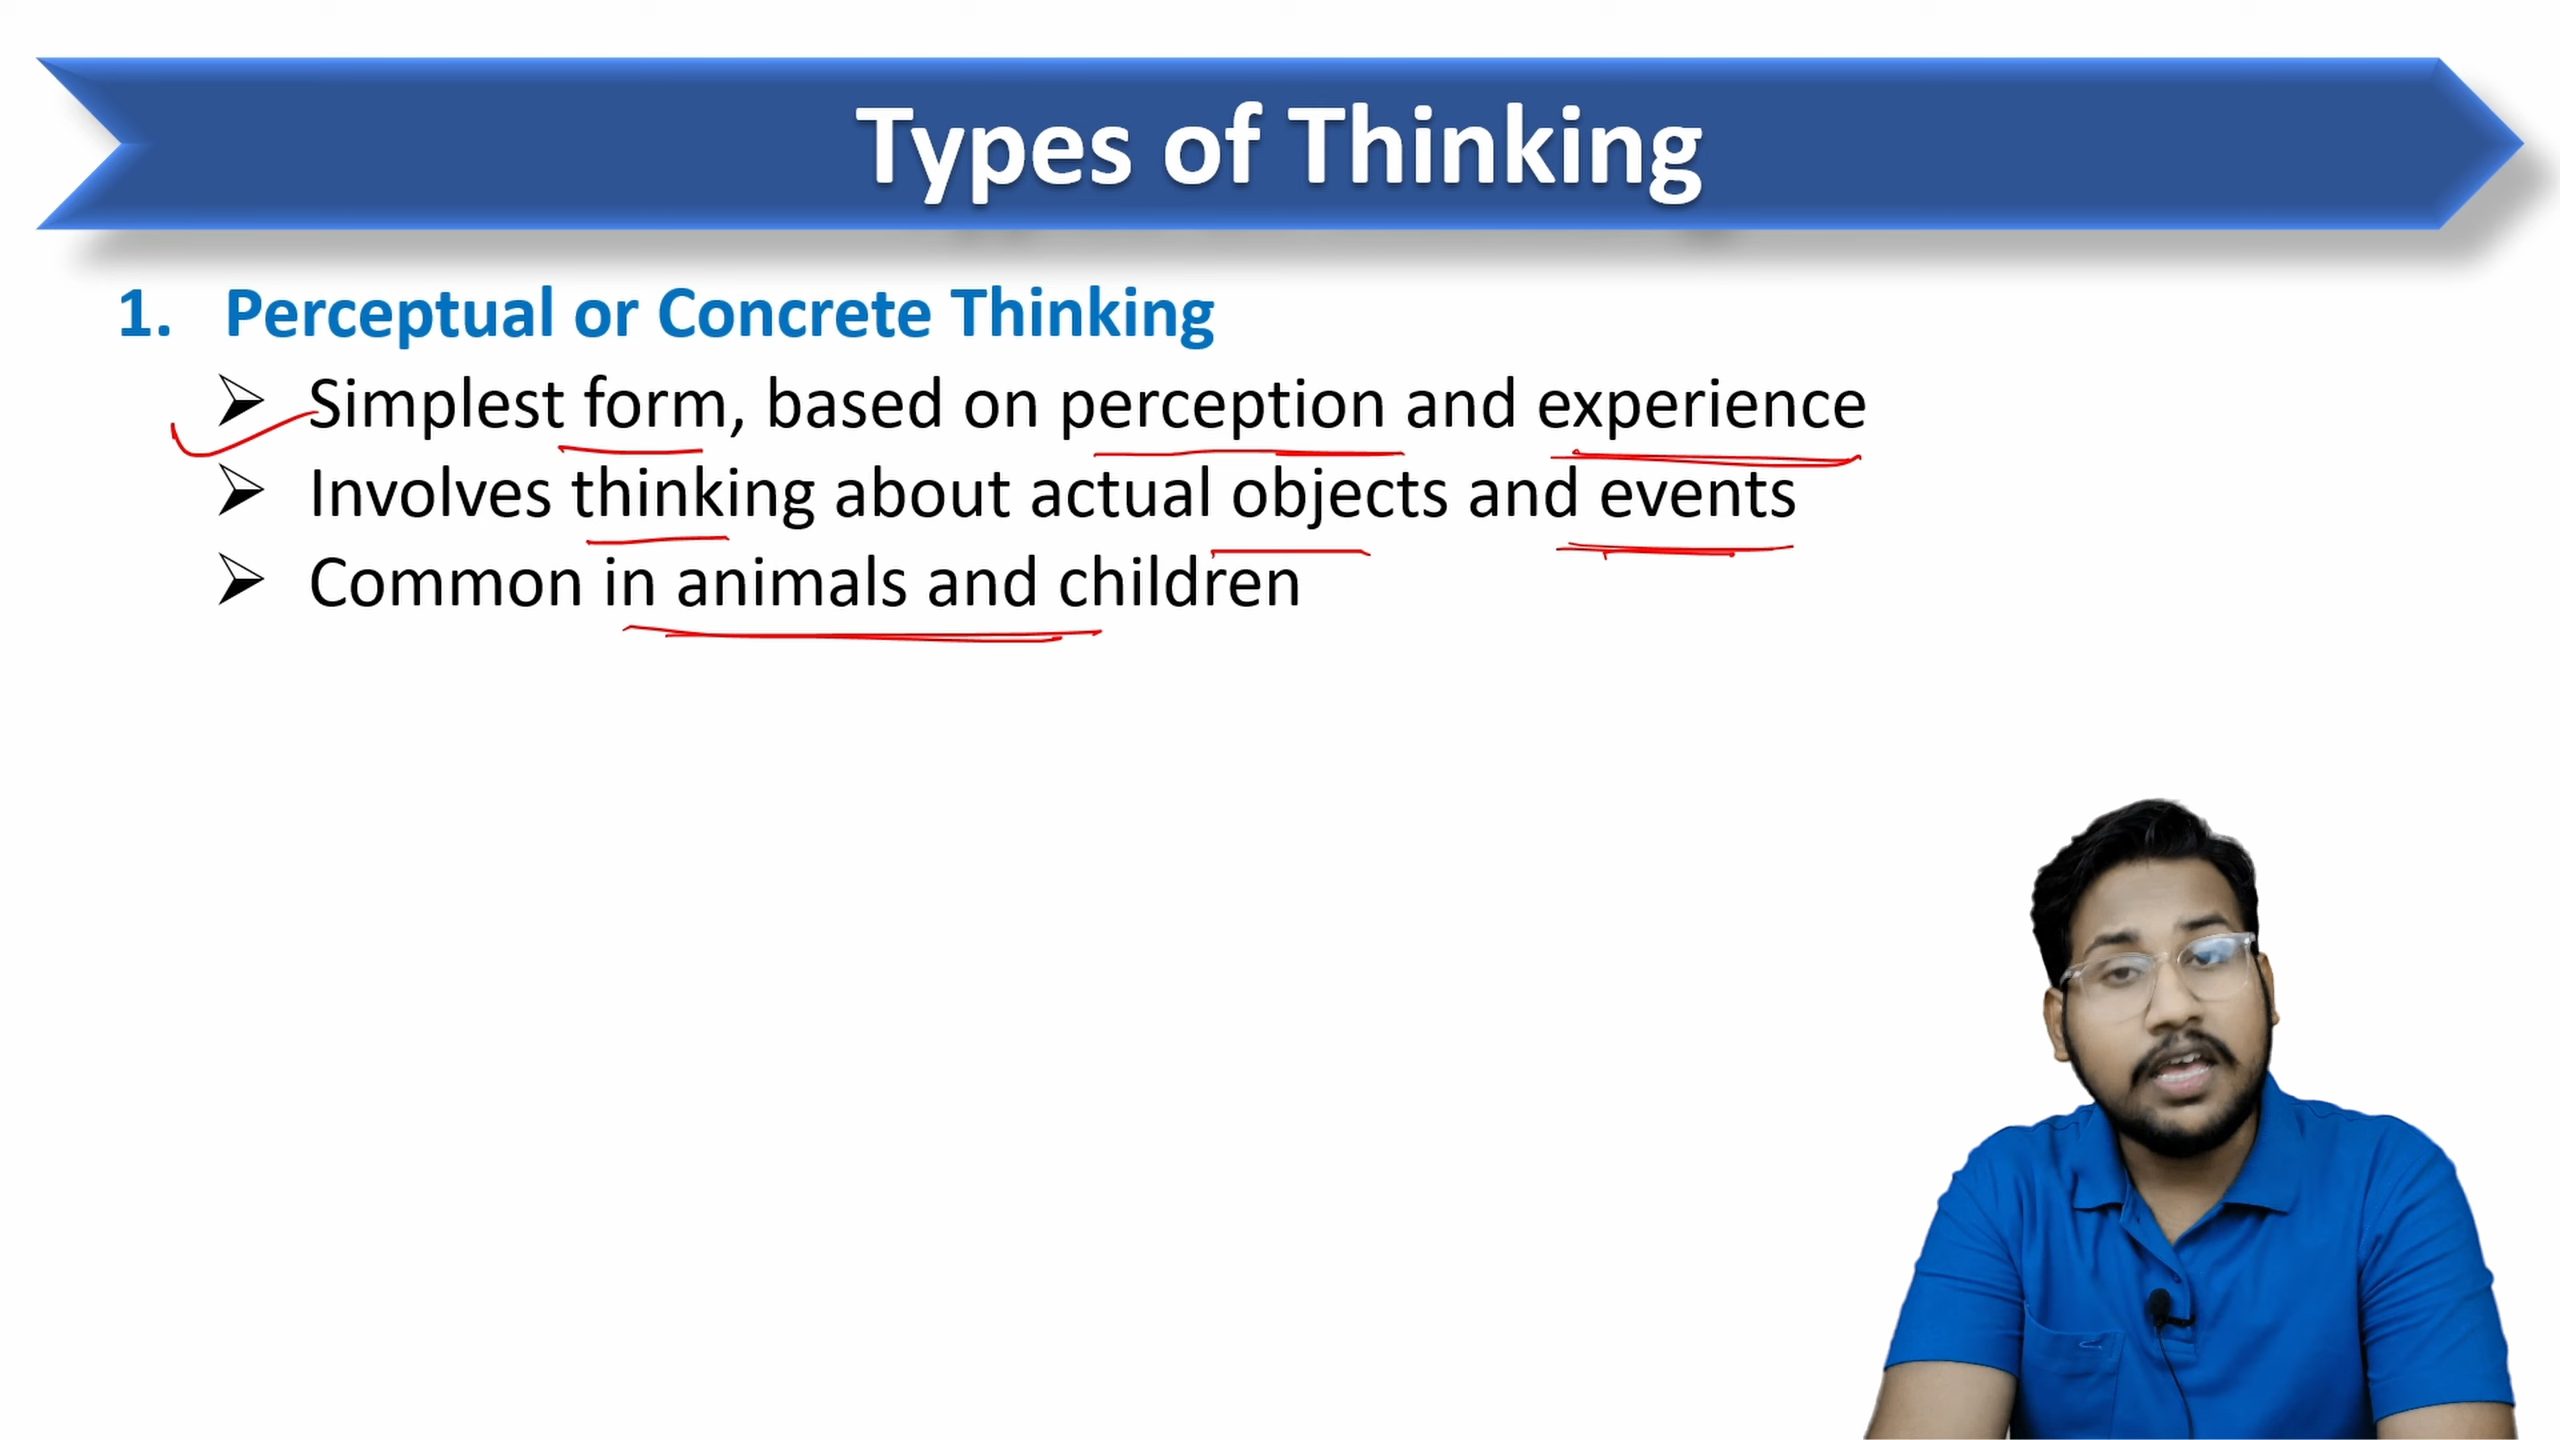 Types of Thinking
1. Perceptual or Concrete Thinking
➢ Simplest form, based on perception and experience
➢ Involves thinking about actual objects and events
➢ Common in animals and children